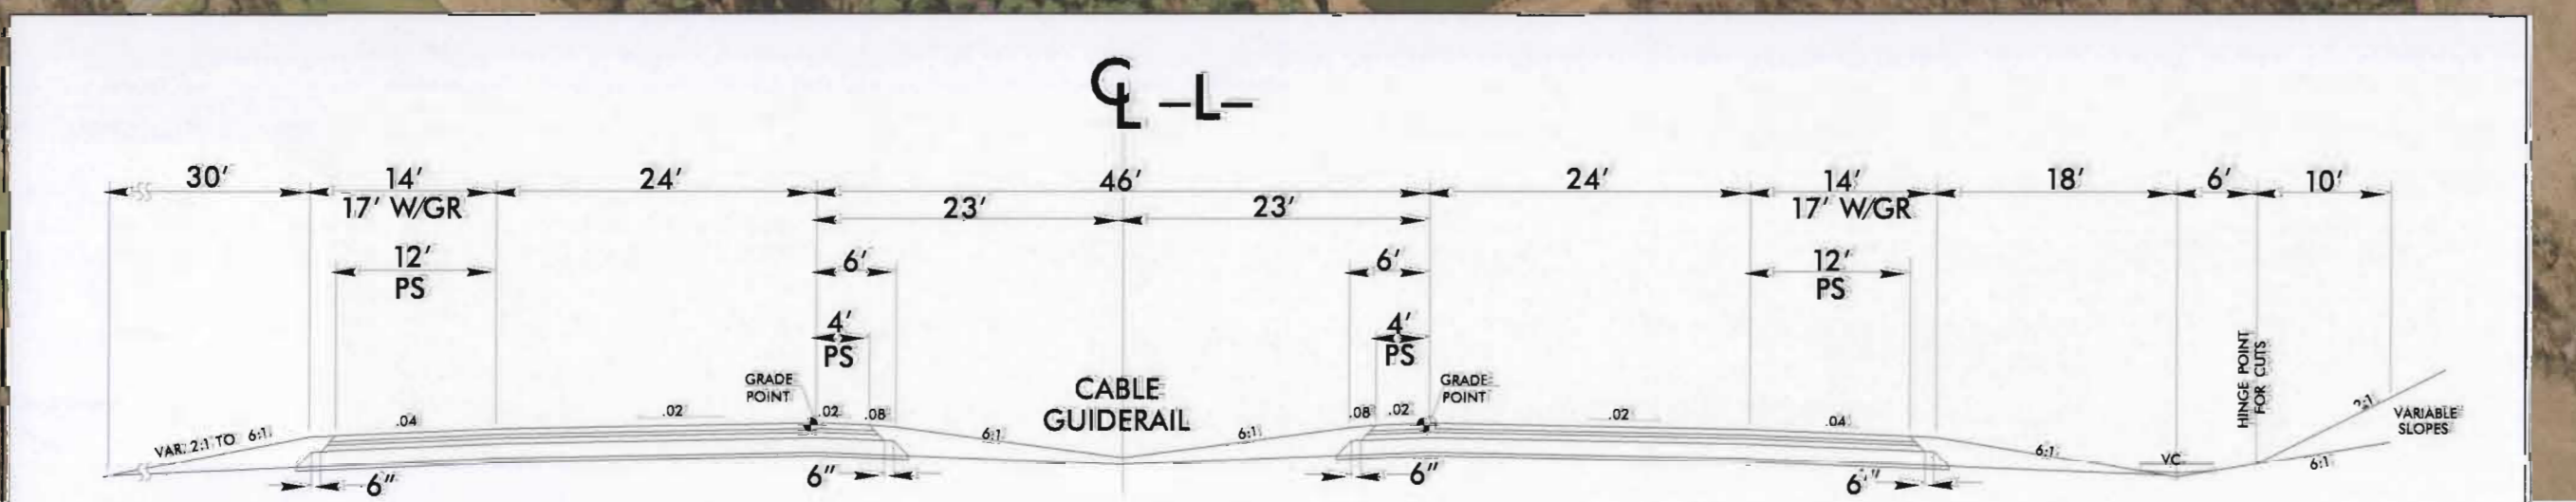 ℄ -L-
30' 14' 24' 46' 24' 14' 18' 6' 10'
17' W/GR 23' 23' 17' W/GR
12' 6' 6' 12'
PS PS
4' 4'
PS PS
GRADE POINT
CABLE
GUIDERAIL
GRADE POINT
HINGE POINT
FOR CUTS
VAR. 2:1 TO 6:1 .04 .02 .02 .08 6:1 6:1 .08 .02 .02 .04 6:1 VC 2:1 6:1
VARIABLE
SLOPES
6" 6" 6" 6"